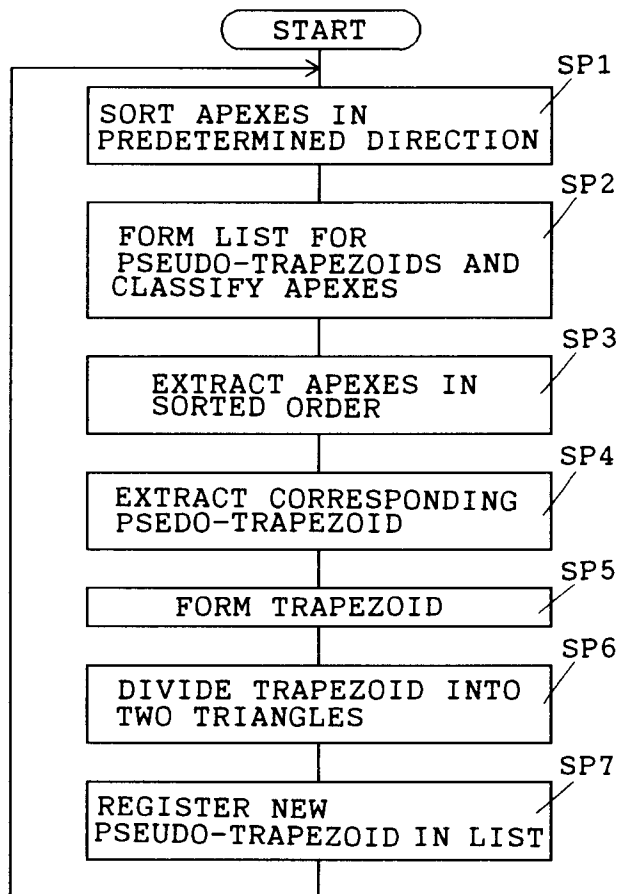 START
SP1
SORT APEXES IN
PREDETERMINED DIRECTION
SP2
FORM LIST FOR
PSEUDO-TRAPEZOIDS AND
CLASSIFY APEXES
SP3
EXTRACT APEXES IN
SORTED ORDER
SP4
EXTRACT CORRESPONDING
PSEDO-TRAPEZOID
SP5
FORM TRAPEZOID
SP6
DIVIDE TRAPEZOID INTO
TWO TRIANGLES
SP7
REGISTER NEW
PSEUDO-TRAPEZOID IN LIST